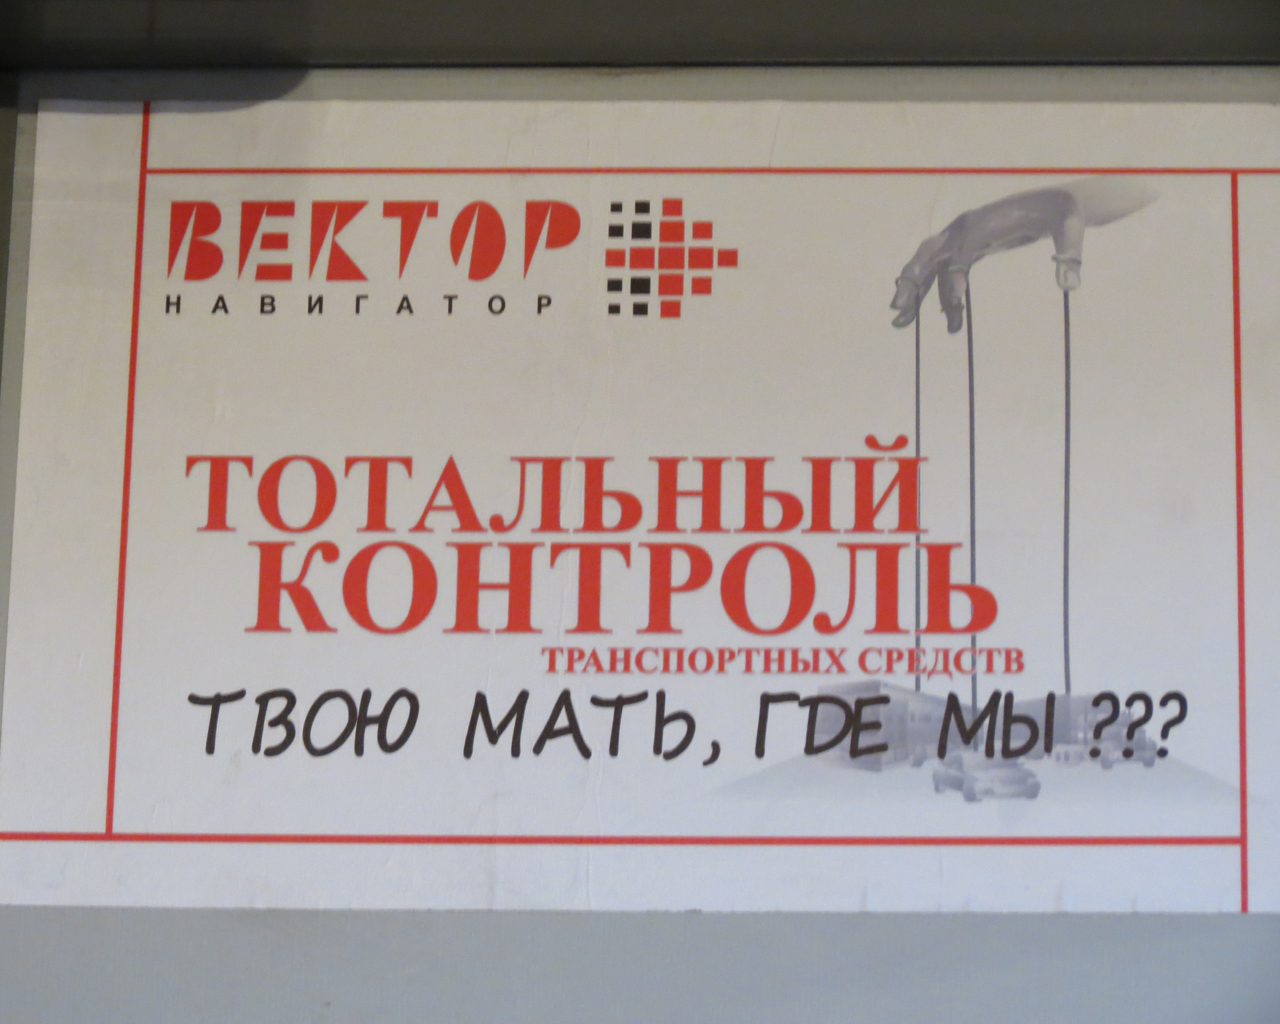 ВЕКТОР
НАВИГАТОР
ТОТАЛЬНЫЙ
КОНТРОЛЬ
ТРАНСПОРТНЫХ СРЕДСТВ
ТВОЮ МАТЬ, ГДЕ МЫ ???